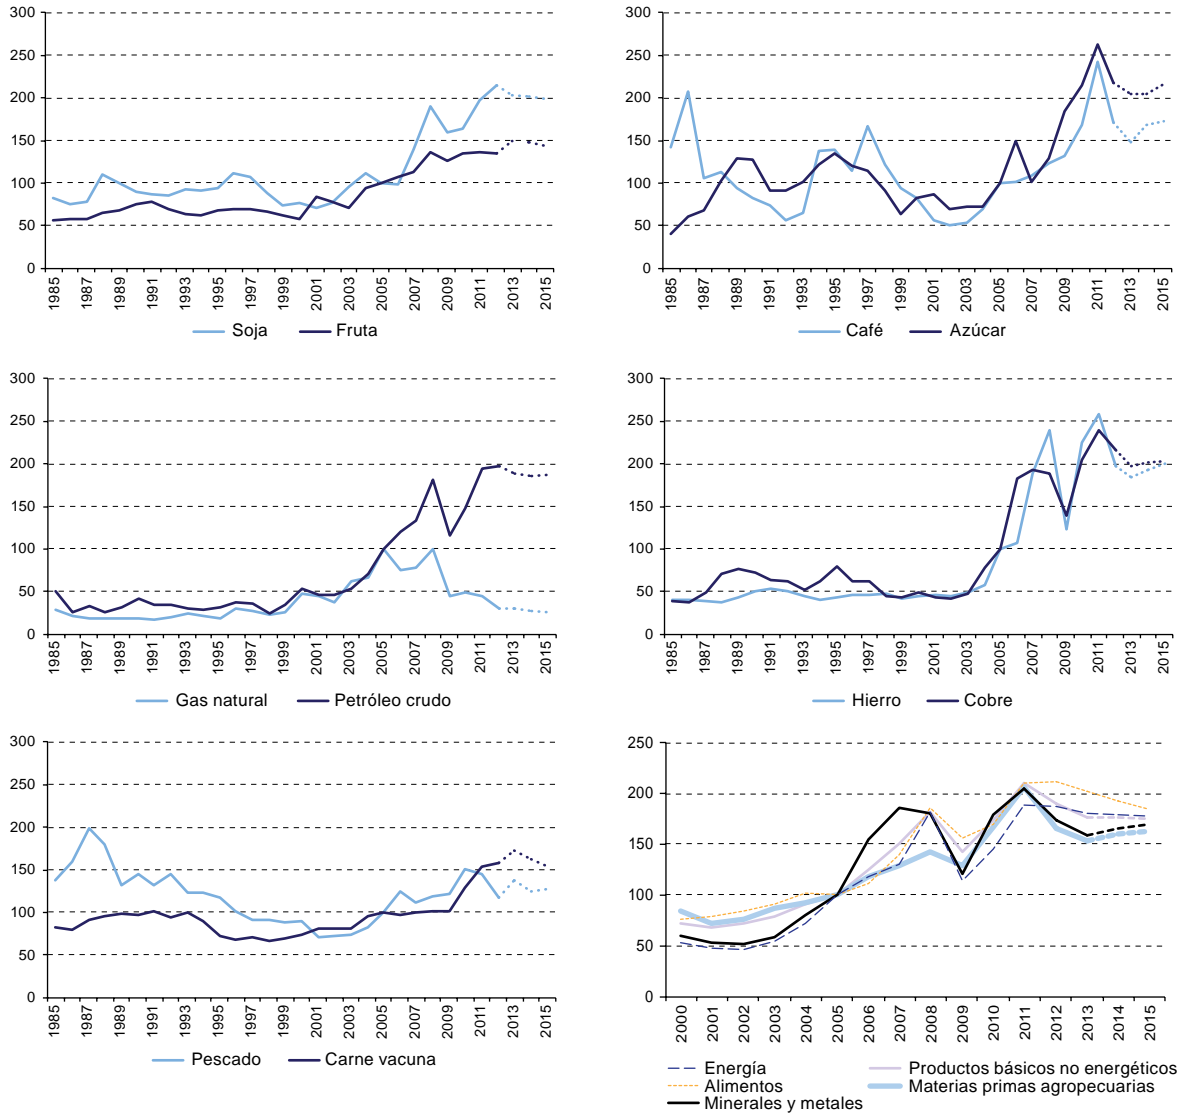 300
250
200
150
100
50
0
1985 1987 1989 1991 1993 1995 1997 1999 2001 2003 2005 2007 2009 2011 2013 2015
Soja Fruta
300
250
200
150
100
50
0
1985 1987 1989 1991 1993 1995 1997 1999 2001 2003 2005 2007 2009 2011 2013 2015
Café Azúcar
300
250
200
150
100
50
0
1985 1987 1989 1991 1993 1995 1997 1999 2001 2003 2005 2007 2009 2011 2013 2015
Gas natural Petróleo crudo
300
250
200
150
100
50
0
1985 1987 1989 1991 1993 1995 1997 1999 2001 2003 2005 2007 2009 2011 2013 2015
Hierro Cobre
300
250
200
150
100
50
0
1985 1987 1989 1991 1993 1995 1997 1999 2001 2003 2005 2007 2009 2011 2013 2015
Pescado Carne vacuna
250
200
150
100
50
0
2000 2001 2002 2003 2004 2005 2006 2007 2008 2009 2010 2011 2012 2013 2014 2015
Energía Productos básicos no energéticos
Alimentos Materias primas agropecuarias
Minerales y metales